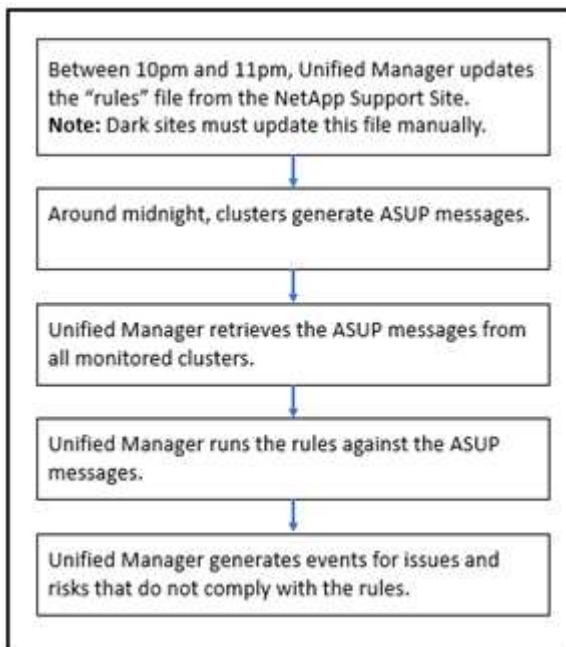 Between 10pm and 11pm, Unified Manager updates
the “rules” file from the NetApp Support Site.
Note: Dark sites must update this file manually.
Around midnight, clusters generate ASUP messages.
Unified Manager retrieves the ASUP messages from
all monitored clusters.
Unified Manager runs the rules against the ASUP
messages.
Unified Manager generates events for issues and
risks that do not comply with the rules.